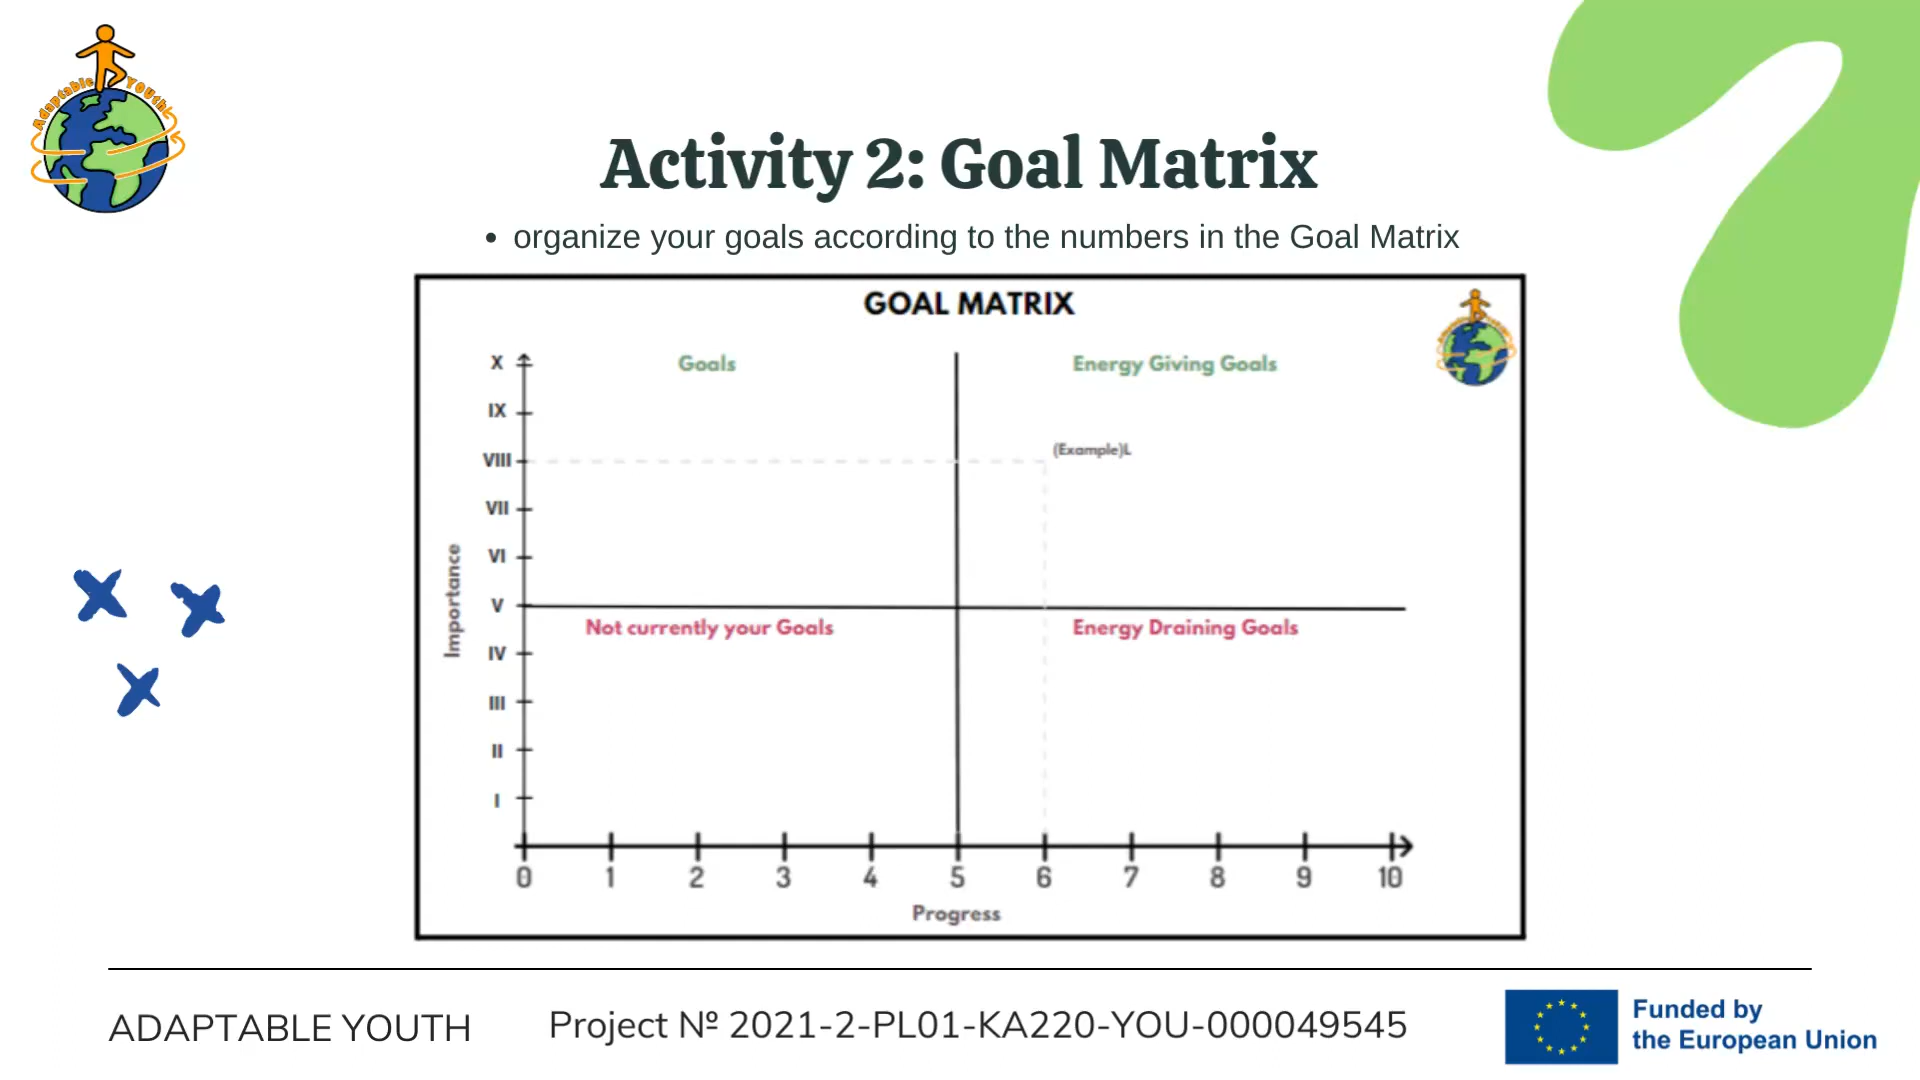 Adaptable YOUth
Activity 2: Goal Matrix
• organize your goals according to the numbers in the Goal Matrix
GOAL MATRIX
Goals
Energy Giving Goals
X
IX
VIII
(Example)L
VII
VI
V
Not currently your Goals
Energy Draining Goals
IV
III
II
I
Importance
0 1 2 3 4 5 6 7 8 9 10
Progress
ADAPTABLE YOUTH
Project Nº 2021-2-PL01-KA220-YOU-000049545
Funded by
the European Union